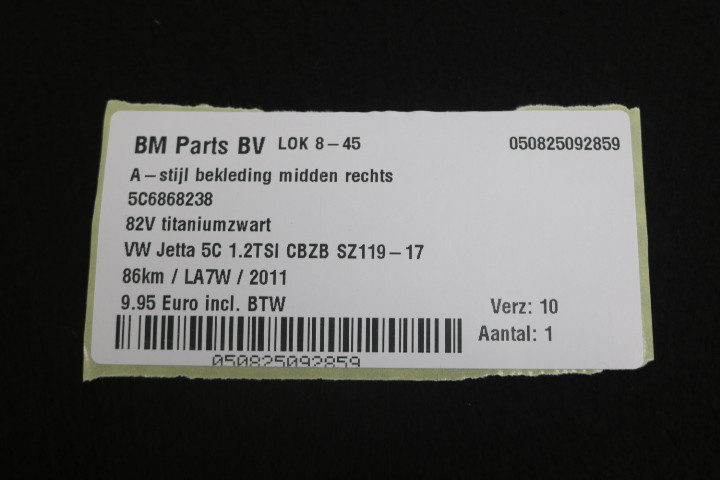 BM Parts BV LOK 8-45 050825092859
A-stijl bekleding midden rechts
5C6868238
82V titaniumzwart
VW Jetta 5C 1.2TSI CBZB SZ119-17
86km / LA7W / 2011
9.95 Euro incl. BTW Verz: 10
Aantal: 1
050825092859